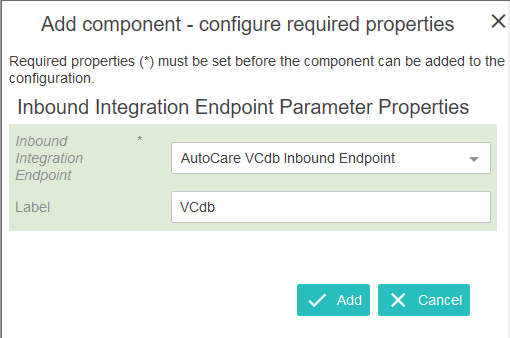 Add component - configure required properties
Required properties (*) must be set before the component can be added to the
configuration.
Inbound Integration Endpoint Parameter Properties
Inbound *
Integration
Endpoint
AutoCare VCdb Inbound Endpoint
Label
VCdb
Add
Cancel